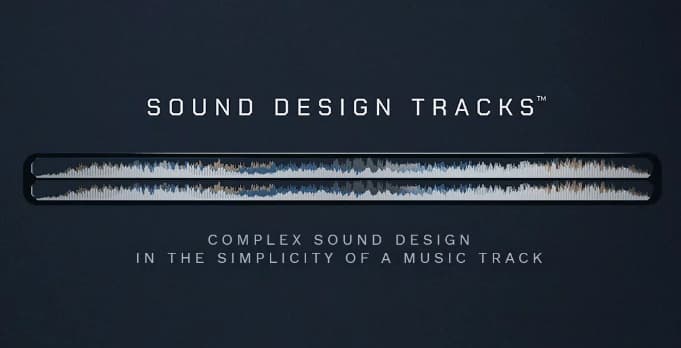 SOUND DESIGN TRACKS™
COMPLEX SOUND DESIGN
IN THE SIMPLICITY OF A MUSIC TRACK